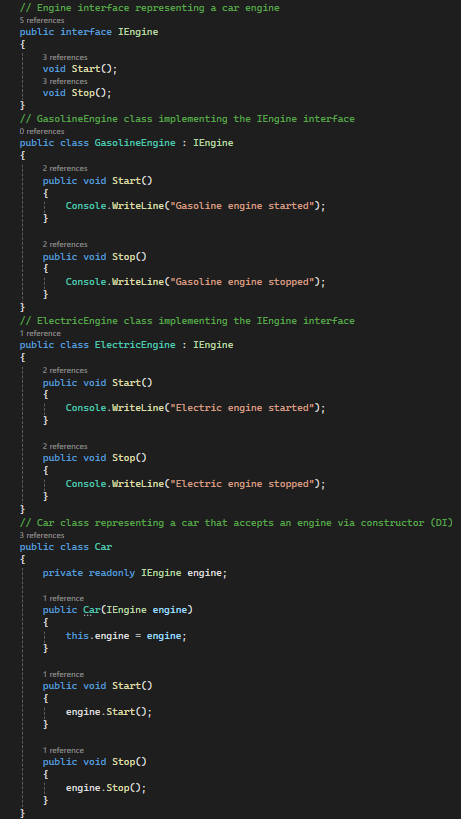 // Engine interface representing a car engine
5 references
public interface IEngine
{
3 references
void Start();
3 references
void Stop();
}
// GasolineEngine class implementing the IEngine interface
0 references
public class GasolineEngine : IEngine
{
2 references
public void Start()
{
Console.WriteLine("Gasoline engine started");
}
2 references
public void Stop()
{
Console.WriteLine("Gasoline engine stopped");
}
}
// ElectricEngine class implementing the IEngine interface
1 reference
public class ElectricEngine : IEngine
{
2 references
public void Start()
{
Console.WriteLine("Electric engine started");
}
2 references
public void Stop()
{
Console.WriteLine("Electric engine stopped");
}
}
// Car class representing a car that accepts an engine via constructor (DI)
3 references
public class Car
{
private readonly IEngine engine;
1 reference
public Car(IEngine engine)
{
this.engine = engine;
}
1 reference
public void Start()
{
engine.Start();
}
1 reference
public void Stop()
{
engine.Stop();
}
}